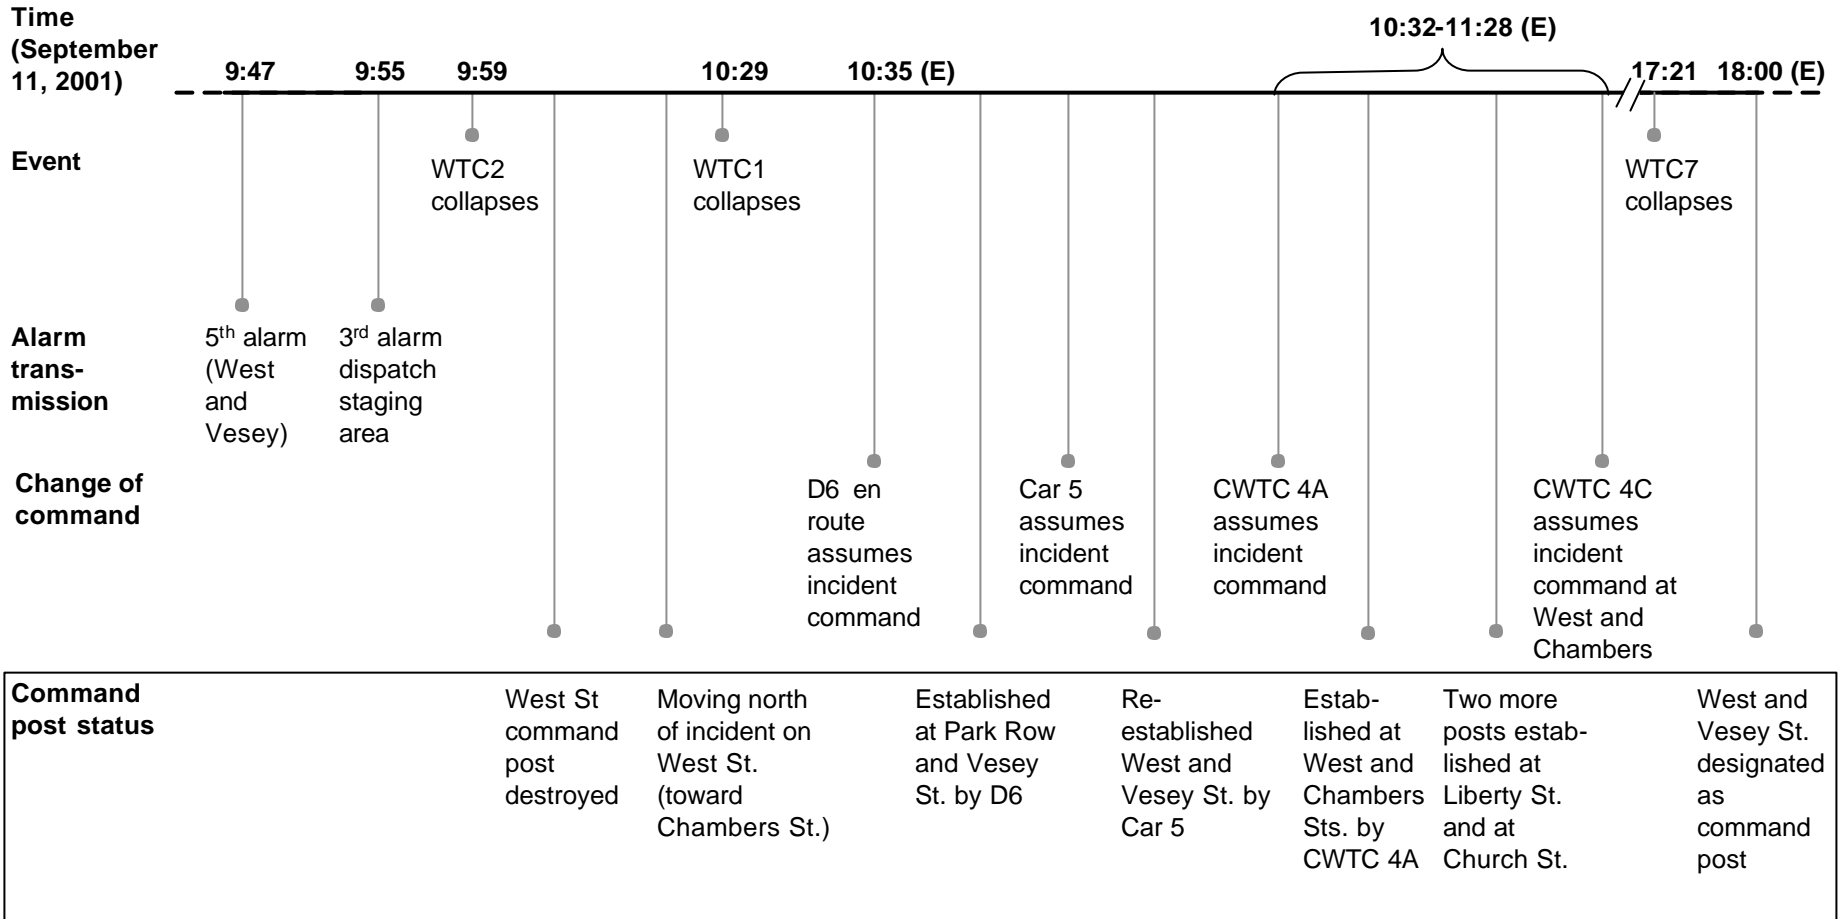 Time
(September
11, 2001)
10:32-11:28 (E)
9:47
9:55
9:59
10:29
10:35 (E)
17:21
18:00 (E)
Event
WTC2
collapses
WTC1
collapses
WTC7
collapses
Alarm
trans-
mission
5th alarm
(West
and
Vesey)
3rd alarm
dispatch
staging
area
Change of
command
D6 en
route
assumes
incident
command
Car 5
assumes
incident
command
CWTC 4A
assumes
incident
command
CWTC 4C
assumes
incident
command at
West and
Chambers
Command
post status
West St
command
post
destroyed
Moving north
of incident on
West St.
(toward
Chambers St.)
Established
at Park Row
and Vesey
St. by D6
Re-
established
West and
Vesey St. by
Car 5
Estab-
lished at
West and
Chambers
Sts. by
CWTC 4A
Two more
posts estab-
lished at
Liberty St.
and at
Church St.
West and
Vesey St.
designated
as
command
post